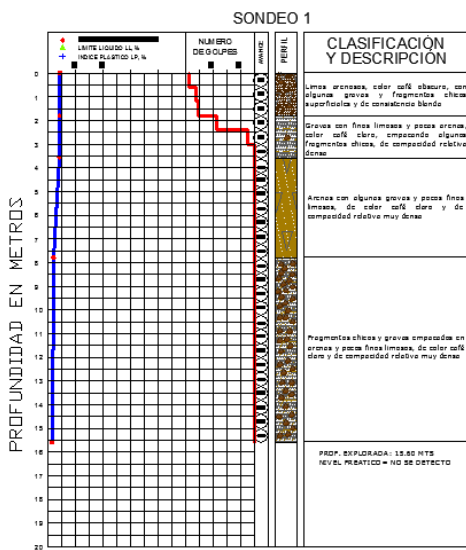 SONDEO 1
LIMITE LIQUIDO LL, %
INDICE PLASTICO LP, %
NUMERO
DE GOLPES
AVANCE
PERFIL
CLASIFICACIÓN
Y DESCRIPCIÓN
PROFUNDIDAD EN METROS
0
1
2
3
4
5
6
7
8
9
10
11
12
13
14
15
16
17
18
19
20
Limos arenosos, color café obscuro, con
algunas gravas y fragmentos chicos
superficiales y de consistencia blanda
Gravas con finos limosos y pocas arenas,
color café claro, empacando algunos
fragmentos chicos, de compacidad relativa
densa
Arenas con algunas gravas y pocos finos
limosos, de color café claro y de
compacidad relativa muy densa
Fragmentos chicos y gravas empacados en
arenas y pocos finos limosos, de color café
claro y de compacidad relativa muy densa
PROF. EXPLORADA: 15.60 MTS
NIVEL FREATICO = NO SE DETECTO